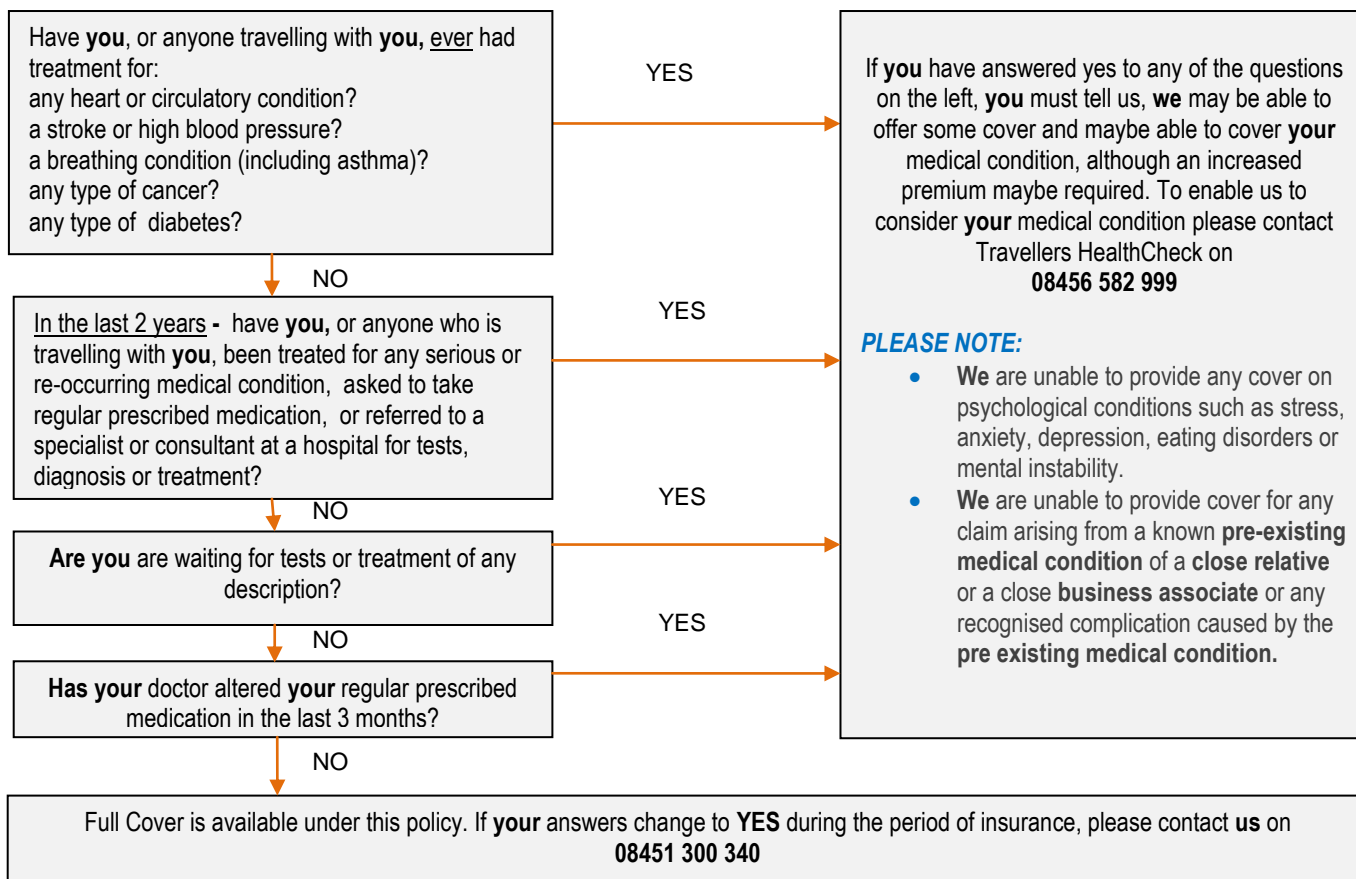 Have you, or anyone travelling with you, ever had
treatment for:
any heart or circulatory condition?
a stroke or high blood pressure?
a breathing condition (including asthma)?
any type of cancer?
any type of diabetes?
YES
NO
In the last 2 years - have you, or anyone who is
travelling with you, been treated for any serious or
re-occurring medical condition, asked to take
regular prescribed medication, or referred to a
specialist or consultant at a hospital for tests,
diagnosis or treatment?
YES
NO
Are you are waiting for tests or treatment of any
description?
YES
NO
Has your doctor altered your regular prescribed
medication in the last 3 months?
YES
NO
If you have answered yes to any of the questions
on the left, you must tell us, we may be able to
offer some cover and maybe able to cover your
medical condition, although an increased
premium maybe required. To enable us to
consider your medical condition please contact
Travellers HealthCheck on
08456 582 999
PLEASE NOTE:
• We are unable to provide any cover on
psychological conditions such as stress,
anxiety, depression, eating disorders or
mental instability.
• We are unable to provide cover for any
claim arising from a known pre-existing
medical condition of a close relative
or a close business associate or any
recognised complication caused by the
pre existing medical condition.
Full Cover is available under this policy. If your answers change to YES during the period of insurance, please contact us on
08451 300 340